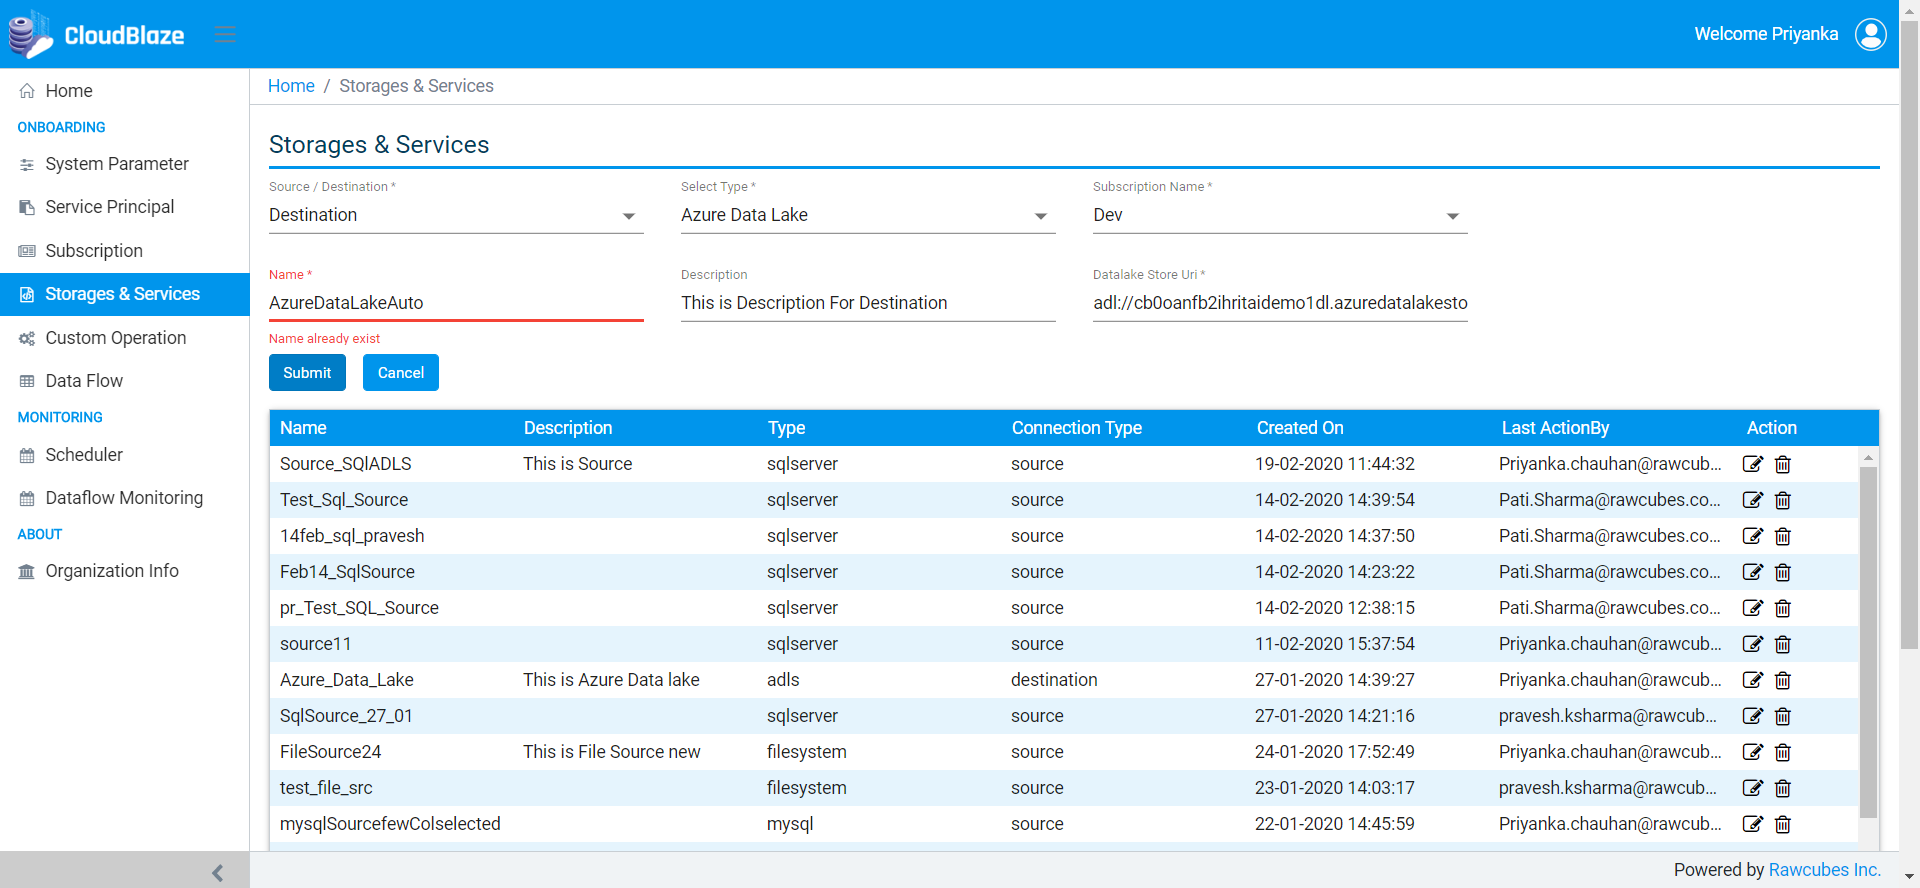 CloudBlaze
Welcome Priyanka
Home
ONBOARDING
System Parameter
Service Principal
Subscription
Storages & Services
Custom Operation
Data Flow
MONITORING
Scheduler
Dataflow Monitoring
ABOUT
Organization Info
Home / Storages & Services
Storages & Services
Source / Destination * Select Type * Subscription Name *
Destination Azure Data Lake Dev
Name * Description Datalake Store Uri *
AzureDataLakeAuto This is Description For Destination adl://cb0oanfb2ihritaidemo1dl.azuredatalakesto
Name already exist
Submit Cancel
Name Description Type Connection Type Created On Last ActionBy Action
Source_SQlADLS This is Source sqlserver source 19-02-2020 11:44:32 Priyanka.chauhan@rawcub...
Test_Sql_Source sqlserver source 14-02-2020 14:39:54 Pati.Sharma@rawcubes.co...
14feb_sql_pravesh sqlserver source 14-02-2020 14:37:50 Pati.Sharma@rawcubes.co...
Feb14_SqlSource sqlserver source 14-02-2020 14:23:22 Pati.Sharma@rawcubes.co...
pr_Test_SQL_Source sqlserver source 14-02-2020 12:38:15 Pati.Sharma@rawcubes.co...
source11 sqlserver source 11-02-2020 15:37:54 Priyanka.chauhan@rawcub...
Azure_Data_Lake This is Azure Data lake adls destination 27-01-2020 14:39:27 Priyanka.chauhan@rawcub...
SqlSource_27_01 sqlserver source 27-01-2020 14:21:16 pravesh.ksharma@rawcub...
FileSource24 This is File Source new filesystem source 24-01-2020 17:52:49 Priyanka.chauhan@rawcub...
test_file_src filesystem source 23-01-2020 14:03:17 pravesh.ksharma@rawcub...
mysqlSourcefewColselected mysql source 22-01-2020 14:45:59 Priyanka.chauhan@rawcub...
Powered by Rawcubes Inc.